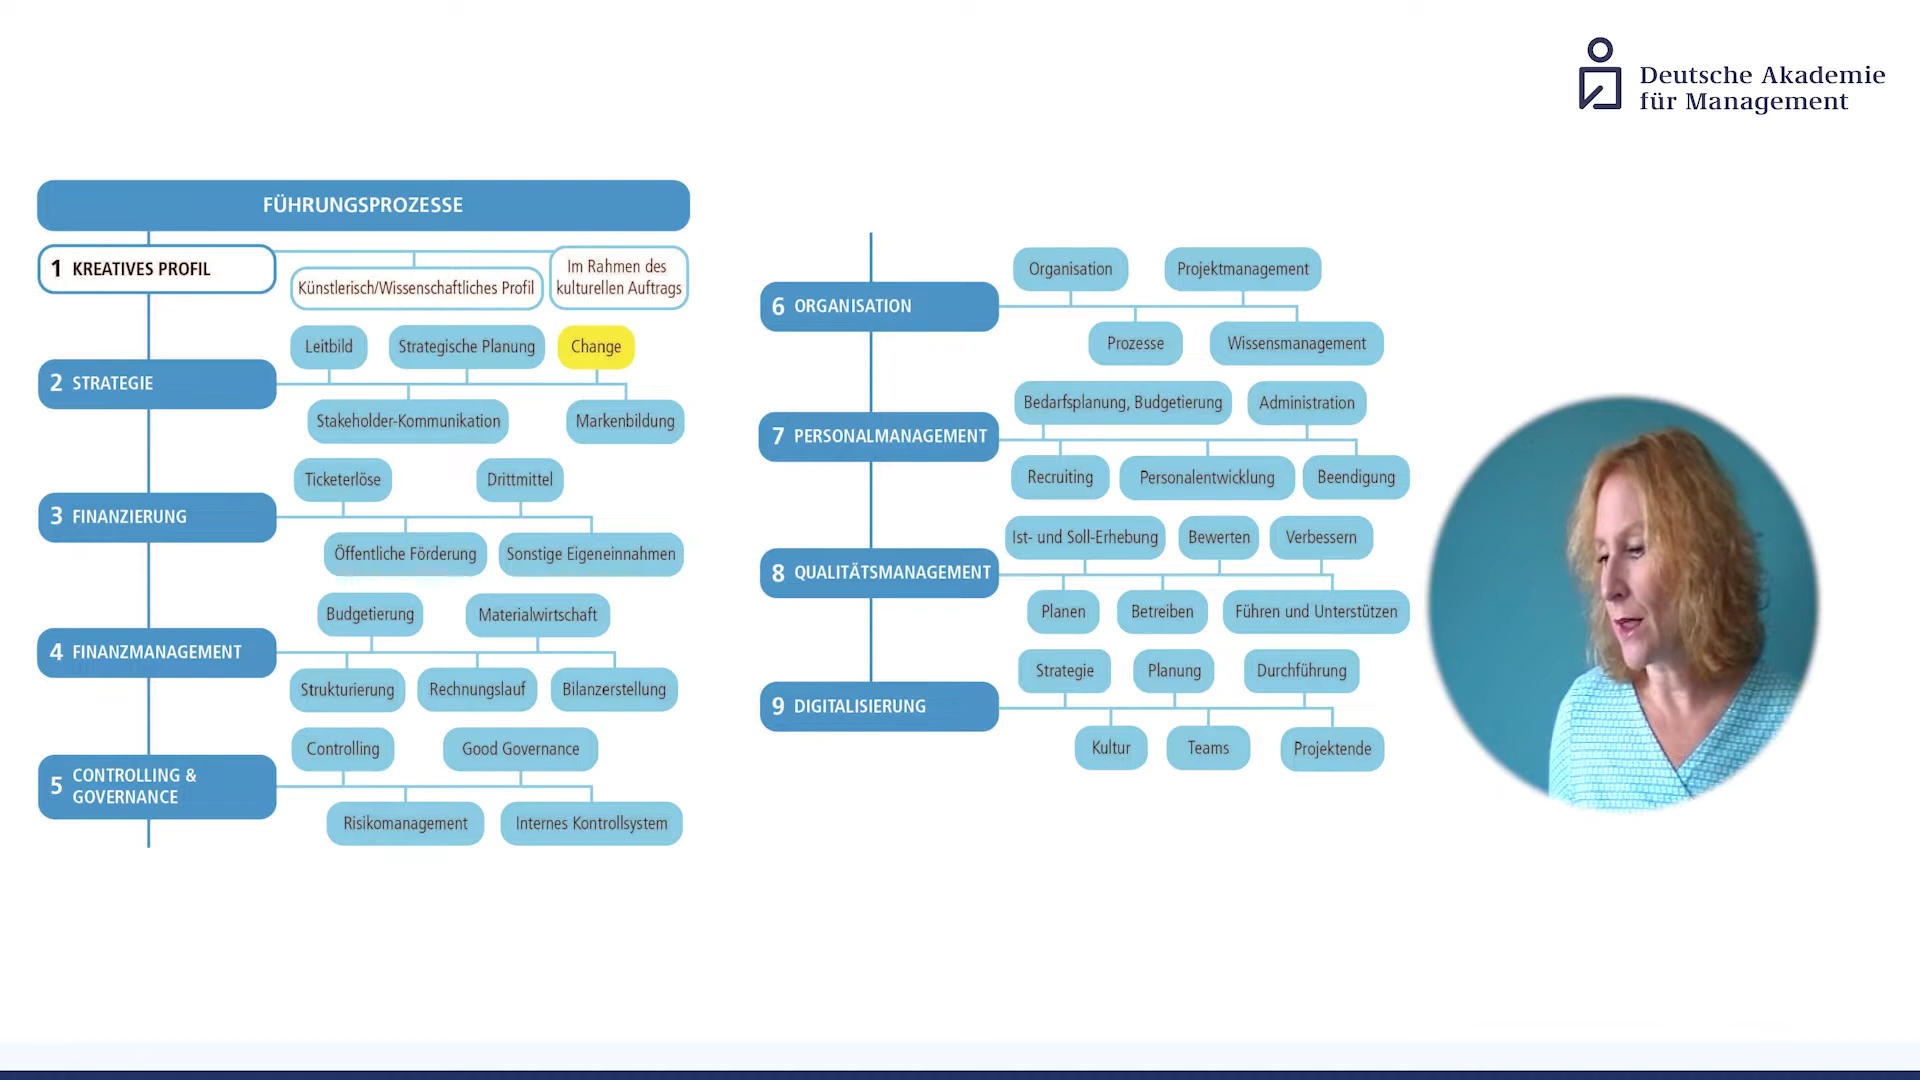 Deutsche Akademie
für Management
FÜHRUNGSPROZESSE
1 KREATIVES PROFIL
Künstlerisch/Wissenschaftliches Profil
Im Rahmen des
kulturellen Auftrags
2 STRATEGIE
Leitbild
Strategische Planung
Change
Stakeholder-Kommunikation
Markenbildung
3 FINANZIERUNG
Ticketerlöse
Drittmittel
Öffentliche Förderung
Sonstige Eigeneinnahmen
4 FINANZMANAGEMENT
Budgetierung
Materialwirtschaft
Strukturierung
Rechnungslauf
Bilanzerstellung
5 CONTROLLING &
GOVERNANCE
Controlling
Good Governance
Risikomanagement
Internes Kontrollsystem
6 ORGANISATION
Organisation
Projektmanagement
Prozesse
Wissensmanagement
7 PERSONALMANAGEMENT
Bedarfsplanung, Budgetierung
Administration
Recruiting
Personalentwicklung
Beendigung
8 QUALITÄTSMANAGEMENT
Ist- und Soll-Erhebung
Bewerten
Verbessern
Planen
Betreiben
Führen und Unterstützen
9 DIGITALISIERUNG
Strategie
Planung
Durchführung
Kultur
Teams
Projektende